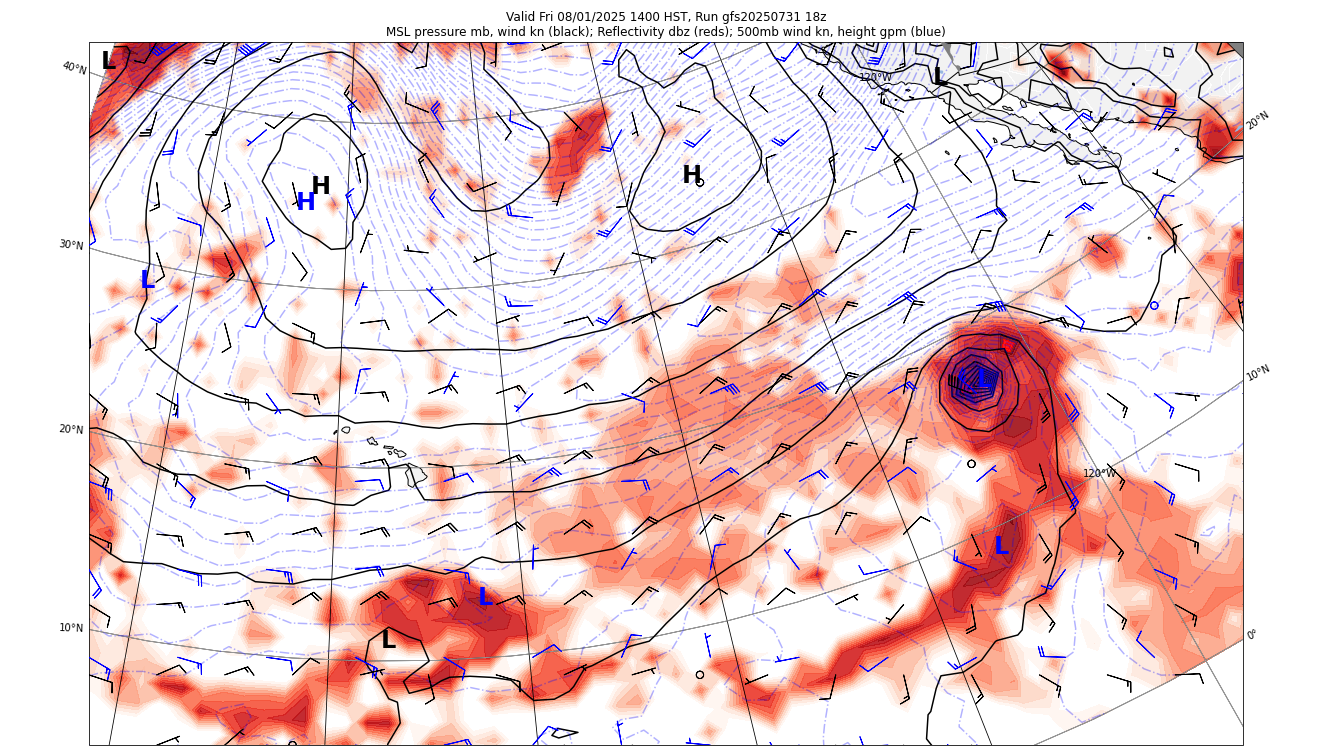 Valid Fri 08/01/2025 1400 HST, Run gfs20250731 18z
MSL pressure mb, wind kn (black); Reflectivity dbz (reds); 500mb wind kn, height gpm (blue)
L
40°N
L
120°W
20°N
H
H
H
30°N
L
10°N
L
20°N
120°W
L
L
10°N
L
0°